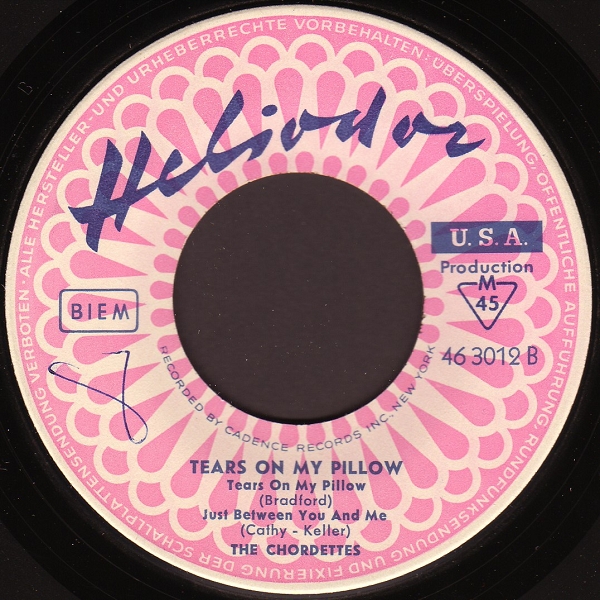 ALLE HERSTELLER-UND URHEBERRECHTE VORBEHALTEN · ÜBERSPIELUNG, ÖFFENTLICHE AUFFÜHRUNG, RUNDFUNKSENDUNG UND FIXIERUNG DER SCHALLPLATTENSENDUNG VERBOTEN ·
Heliodor
U.S.A.
Production
M
45
BIEM
46 3012 B
RECORDED BY CADENCE RECORDS INC., NEW YORK
TEARS ON MY PILLOW
Tears On My Pillow
(Bradford)
Just Between You And Me
(Cathy - Keller)
THE CHORDETTES